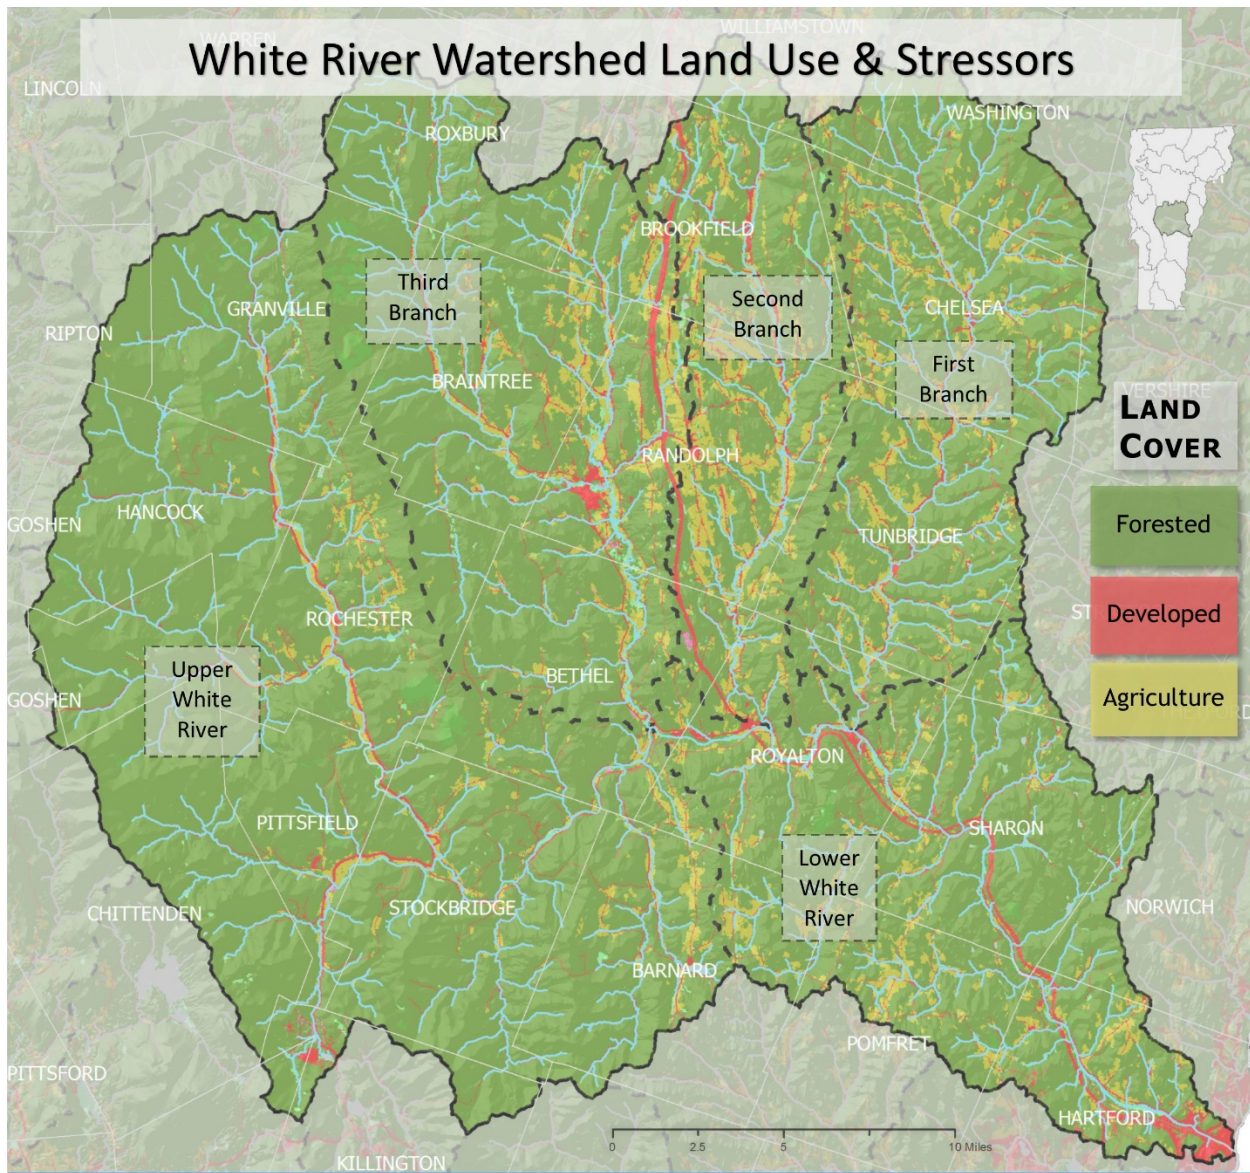 WILLIAMSTOWN
WARREN
White River Watershed Land Use & Stressors
LINCOLN
ROXBURY
WASHINGTON
BROOKFIELD
Third
Branch
Second
Branch
GRANVILLE
CHELSEA
RIPTON
First
Branch
BRAINTREE
VERSHIRE
LAND
COVER
RANDOLPH
HANCOCK
GOSHEN
Forested
TUNBRIDGE
ROCHESTER
Developed
Upper
White
River
BETHEL
GOSHEN
Agriculture
ROYALTON
PITTSFIELD
SHARON
Lower
White
River
CHITTENDEN
STOCKBRIDGE
NORWICH
BARNARD
POMFRET
PITTSFORD
HARTFORD
0 2.5 5 10 Miles
KILLINGTON